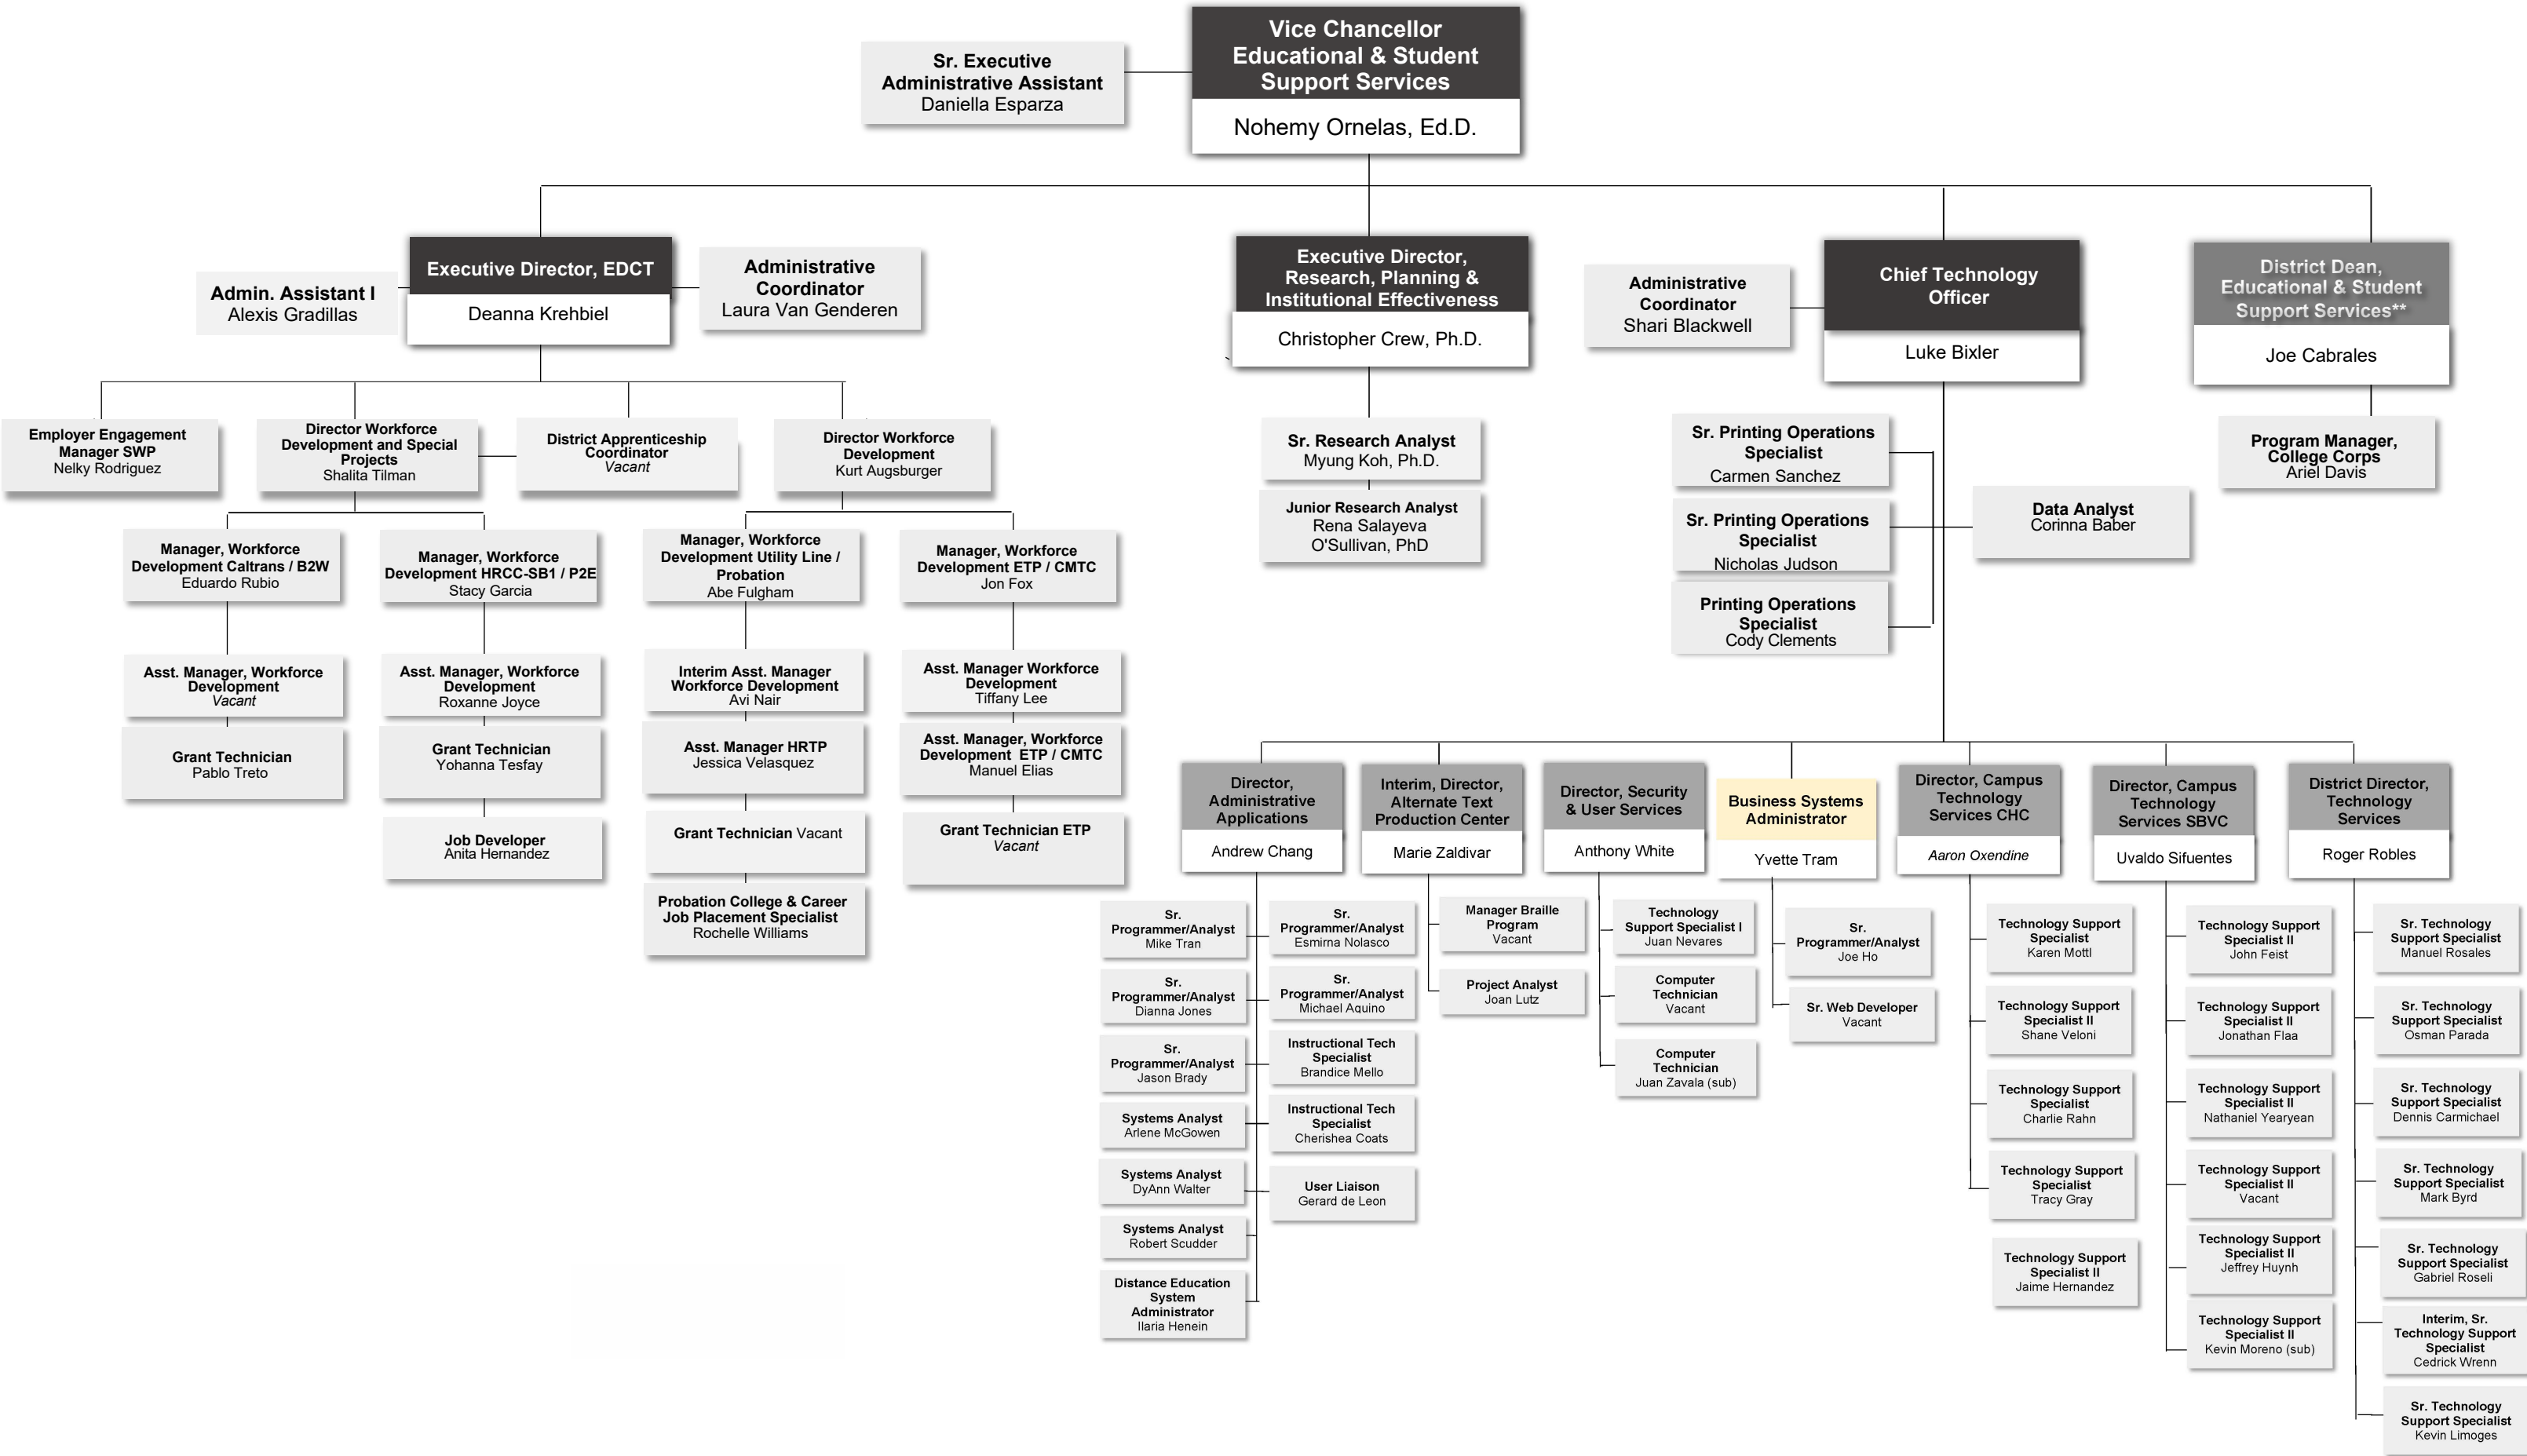 Vice Chancellor
Educational & Student
Support Services
Nohemy Ornelas, Ed.D.
Sr. Executive
Administrative Assistant
Daniella Esparza
Executive Director, EDCT
Deanna Krehbiel
Admin. Assistant I
Alexis Gradillas
Administrative
Coordinator
Laura Van Genderen
Executive Director,
Research, Planning &
Institutional Effectiveness
Christopher Crew, Ph.D.
Administrative
Coordinator
Shari Blackwell
Chief Technology
Officer
Luke Bixler
District Dean,
Educational & Student
Support Services**
Joe Cabrales
Employer Engagement
Manager SWP
Nelky Rodriguez
Director Workforce
Development and Special
Projects
Shalita Tilman
District Apprenticeship
Coordinator
Vacant
Director Workforce
Development
Kurt Augsburger
Sr. Research Analyst
Myung Koh, Ph.D.
Junior Research Analyst
Rena Salayeva
O'Sullivan, PhD
Sr. Printing Operations
Specialist
Carmen Sanchez
Sr. Printing Operations
Specialist
Nicholas Judson
Printing Operations
Specialist
Cody Clements
Data Analyst
Corinna Baber
Program Manager,
College Corps
Ariel Davis
Manager, Workforce
Development Caltrans / B2W
Eduardo Rubio
Manager, Workforce
Development HRCC-SB1 / P2E
Stacy Garcia
Manager, Workforce
Development Utility Line /
Probation
Abe Fulgham
Manager, Workforce
Development ETP / CMTC
Jon Fox
Asst. Manager, Workforce
Development
Vacant
Grant Technician
Pablo Treto
Asst. Manager, Workforce
Development
Roxanne Joyce
Grant Technician
Yohanna Tesfay
Job Developer
Anita Hernandez
Interim Asst. Manager
Workforce Development
Avi Nair
Asst. Manager HRTP
Jessica Velasquez
Grant Technician Vacant
Probation College & Career
Job Placement Specialist
Rochelle Williams
Asst. Manager Workforce
Development
Tiffany Lee
Asst. Manager, Workforce
Development ETP / CMTC
Manuel Elias
Grant Technician ETP
Vacant
Director,
Administrative
Applications
Andrew Chang
Interim, Director,
Alternate Text
Production Center
Marie Zaldivar
Director, Security
& User Services
Anthony White
Business Systems
Administrator
Yvette Tram
Director, Campus
Technology
Services CHC
Aaron Oxendine
Director, Campus
Technology
Services SBVC
Uvaldo Sifuentes
District Director,
Technology
Services
Roger Robles
Sr.
Programmer/Analyst
Mike Tran
Sr.
Programmer/Analyst
Dianna Jones
Sr.
Programmer/Analyst
Jason Brady
Systems Analyst
Arlene McGowen
Systems Analyst
DyAnn Walter
Systems Analyst
Robert Scudder
Distance Education
System
Administrator
Ilaria Henein
Sr.
Programmer/Analyst
Esmirna Nolasco
Sr.
Programmer/Analyst
Michael Aquino
Instructional Tech
Specialist
Brandice Mello
Instructional Tech
Specialist
Cherishea Coats
User Liaison
Gerard de Leon
Manager Braille
Program
Vacant
Project Analyst
Joan Lutz
Technology
Support Specialist I
Juan Nevares
Computer
Technician
Vacant
Computer
Technician
Juan Zavala (sub)
Sr.
Programmer/Analyst
Joe Ho
Sr. Web Developer
Vacant
Technology Support
Specialist
Karen Mottl
Technology Support
Specialist II
Shane Veloni
Technology Support
Specialist
Charlie Rahn
Technology Support
Specialist
Tracy Gray
Technology Support
Specialist II
Jaime Hernandez
Technology Support
Specialist II
John Feist
Technology Support
Specialist II
Jonathan Flaa
Technology Support
Specialist II
Nathaniel Yearyean
Technology Support
Specialist II
Vacant
Technology Support
Specialist II
Jeffrey Huynh
Technology Support
Specialist II
Kevin Moreno (sub)
Sr. Technology
Support Specialist
Manuel Rosales
Sr. Technology
Support Specialist
Osman Parada
Sr. Technology
Support Specialist
Dennis Carmichael
Sr. Technology
Support Specialist
Mark Byrd
Sr. Technology
Support Specialist
Gabriel Roseli
Interim, Sr.
Technology Support
Specialist
Cedrick Wrenn
Sr. Technology
Support Specialist
Kevin Limoges